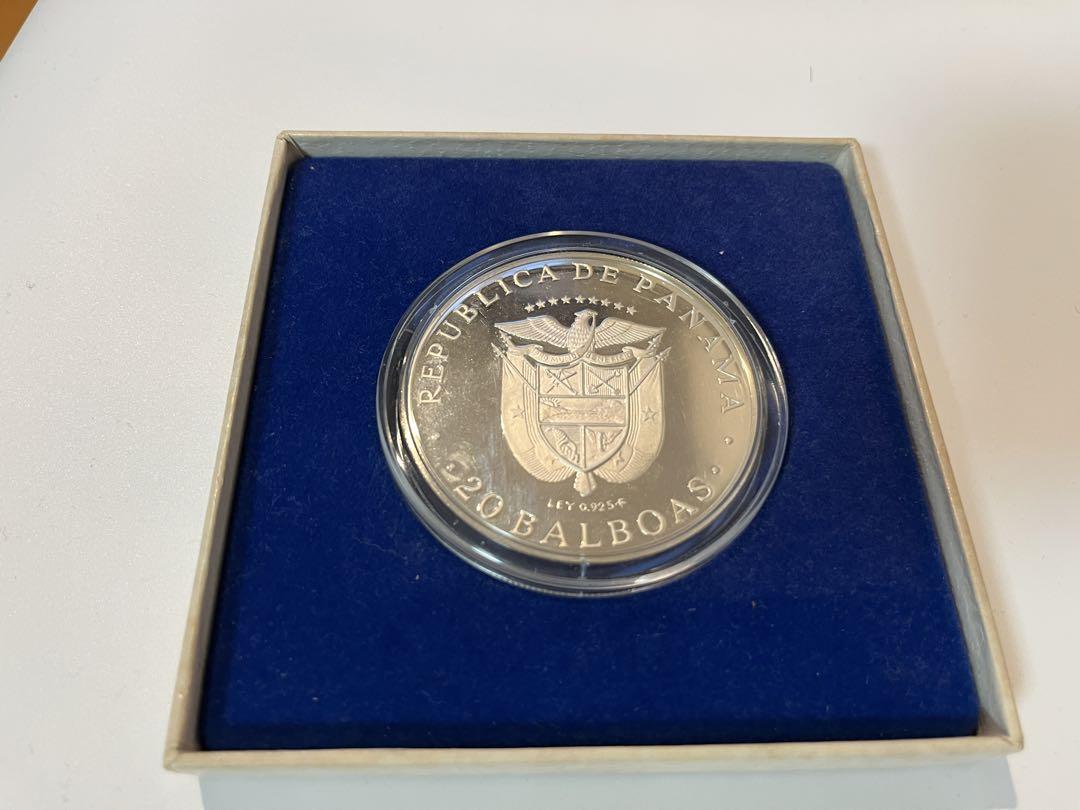 REPUBLICA DE PANAMA
LEY 0.925 F
20 BALBOAS